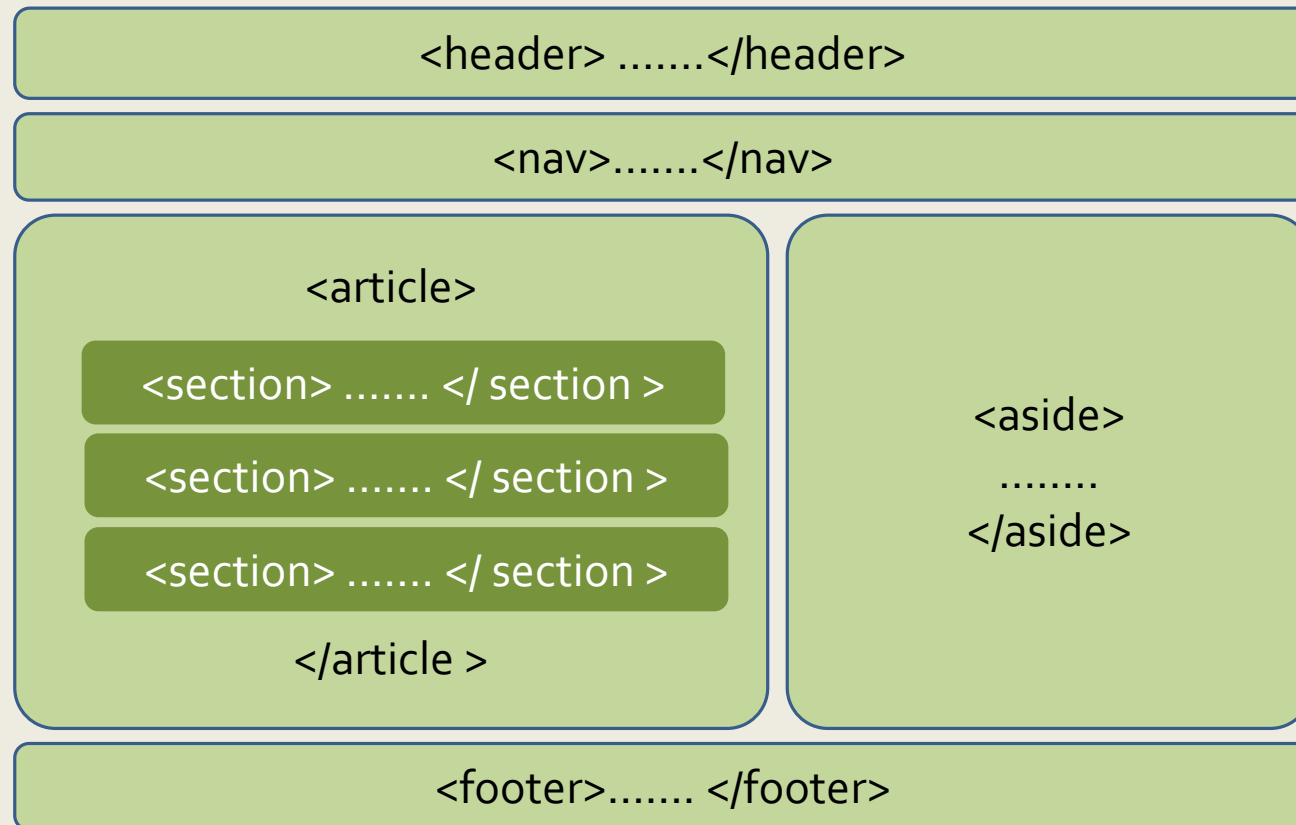 <header> .......</header>
<nav>.......</nav>
<article>
<section> ....... </ section >
<section> ....... </ section >
<section> ....... </ section >
</article >
<aside>
........
</aside>
<footer>....... </footer>